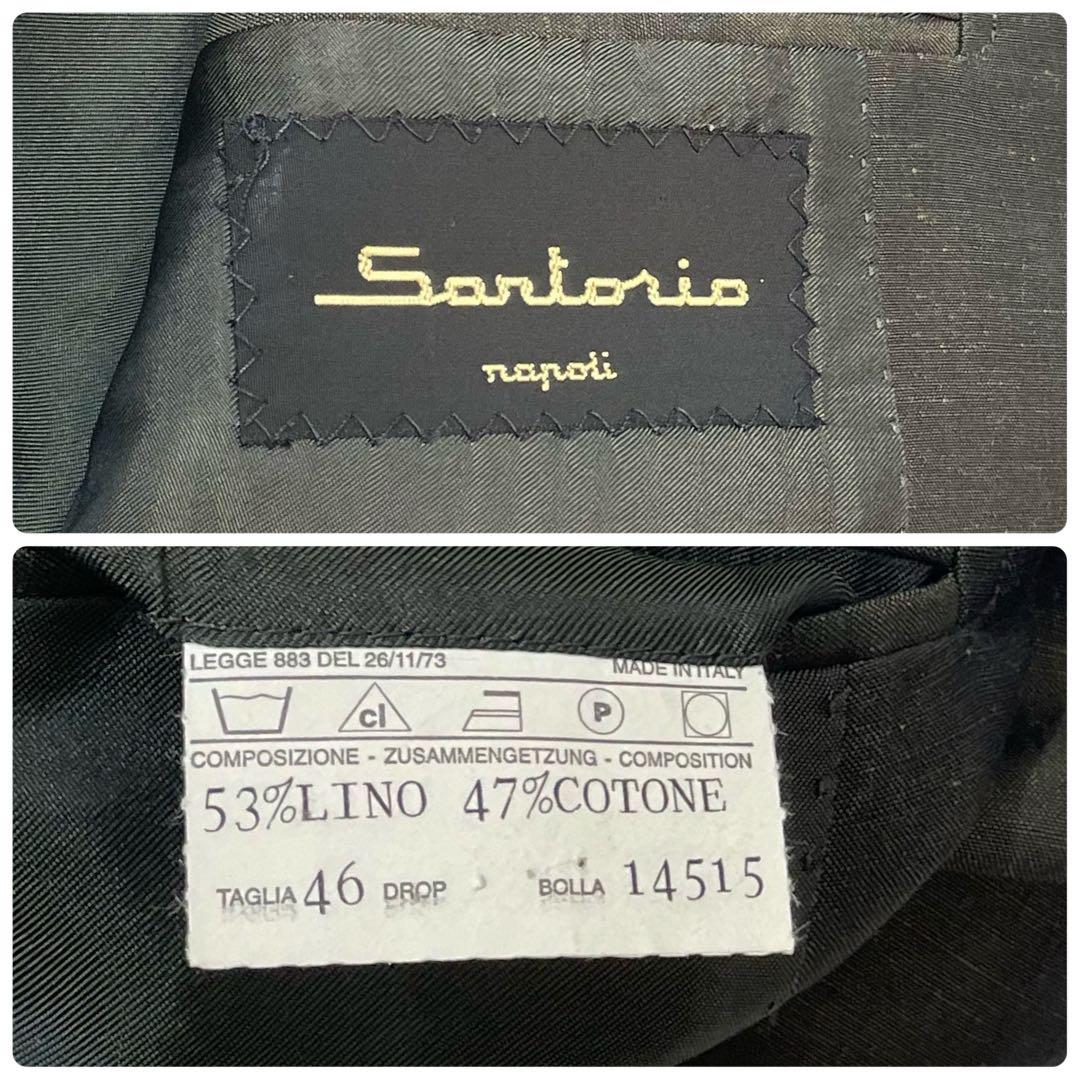 Sartorio
napoli
LEGGE 883 DEL 26/11/73 MADE IN ITALY
cl P
COMPOSIZIONE - ZUSAMMENGETZUNG - COMPOSITION
53%LINO 47%COTONE
TAGLIA 46 DROP BOLLA 14515